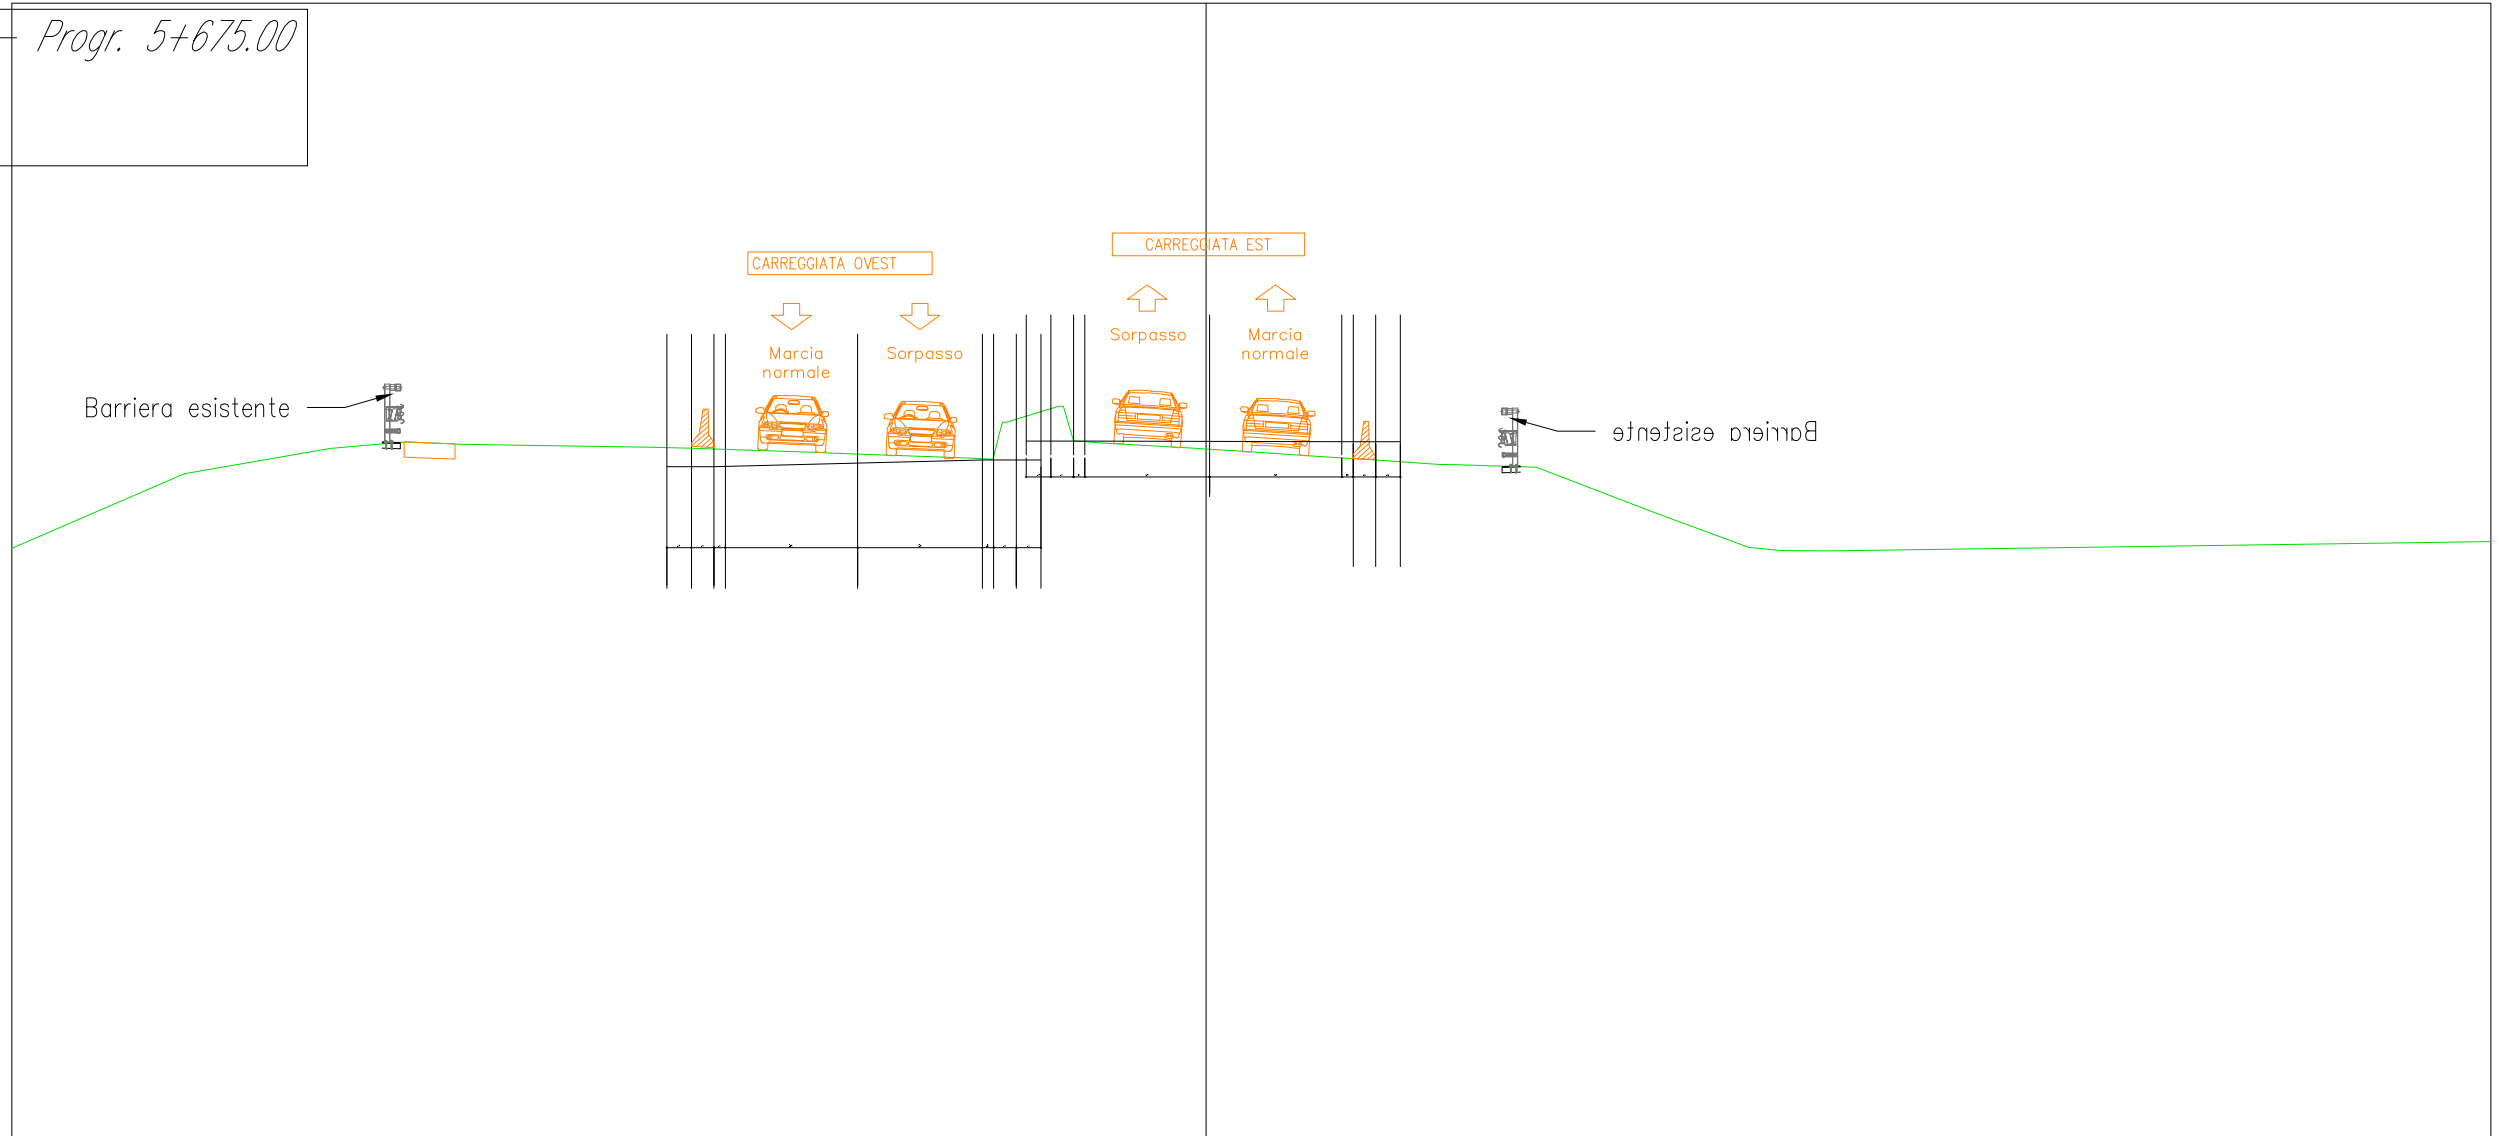 Progr. 5+675.00
CARREGGIATA EST
CARREGGIATA OVEST
Sorpasso
Marcia
normale
Marcia
normale
Sorpasso
Barriera esistente
Barriera esistente